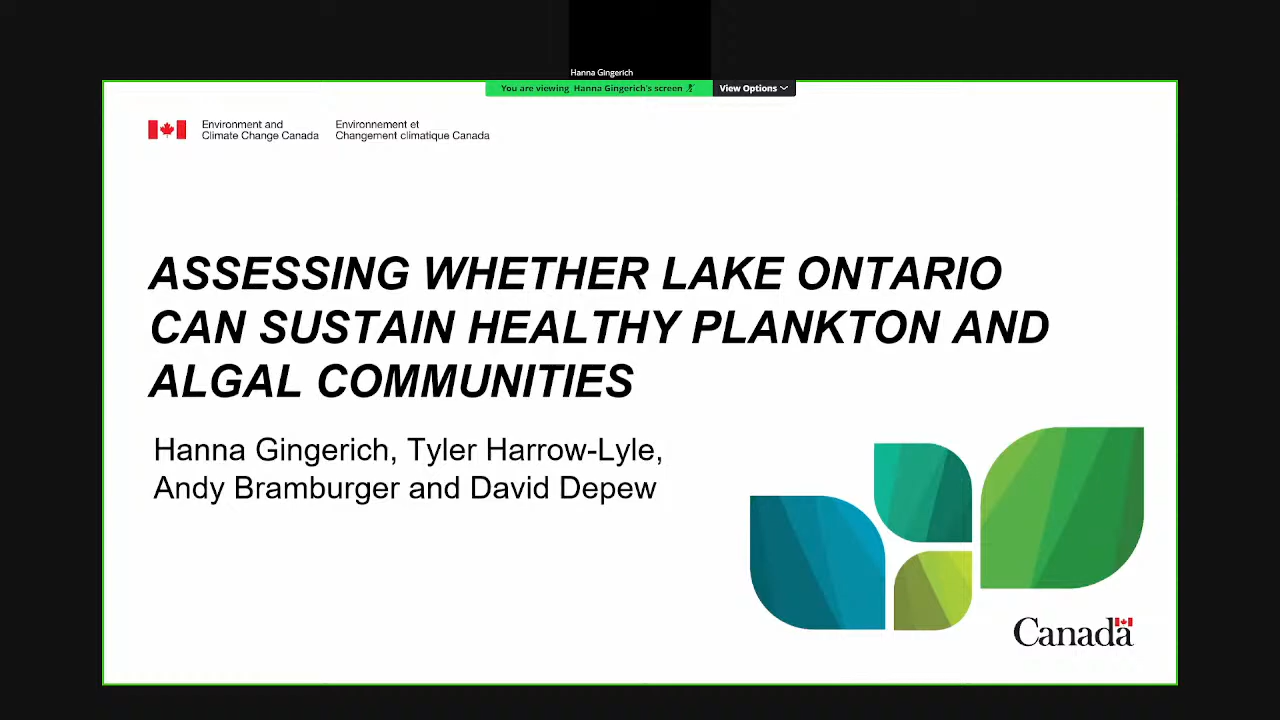 Hanna Gingerich
You are viewing Hanna Gingerich's screen
View Options
Environment and
Climate Change Canada
Environnement et
Changement climatique Canada
ASSESSING WHETHER LAKE ONTARIO
CAN SUSTAIN HEALTHY PLANKTON AND
ALGAL COMMUNITIES
Hanna Gingerich, Tyler Harrow-Lyle,
Andy Bramburger and David Depew
Canada